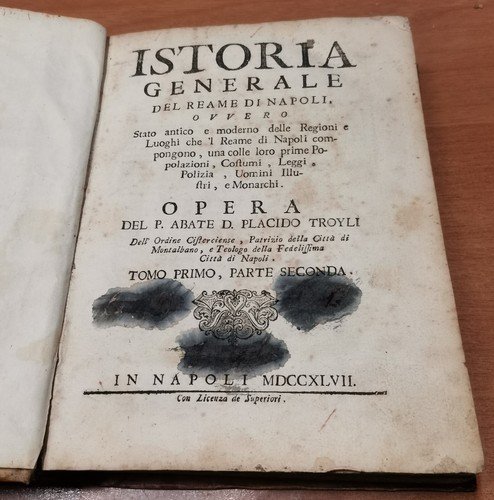 ISTORIA
GENERALE
DEL REAME DI NAPOLI,
OVVERO
Stato antico e moderno delle Regioni e
Luoghi che 'l Reame di Napoli com-
pongono, una colle loro prime Po-
polazioni, Costumi, Leggi,
Polizia, Uomini Illu-
stri, e Monarchi.
OPERA
DEL P. ABATE D. PLACIDO TROYLI
Dell' Ordine Cisterciense, Patrizio della Città di
Montalbano, e Teologo della Fedelissima
Città di Napoli.
TOMO PRIMO, PARTE SECONDA.
IN NAPOLI MDCCXLVII.
Con Licenza de Superiori.